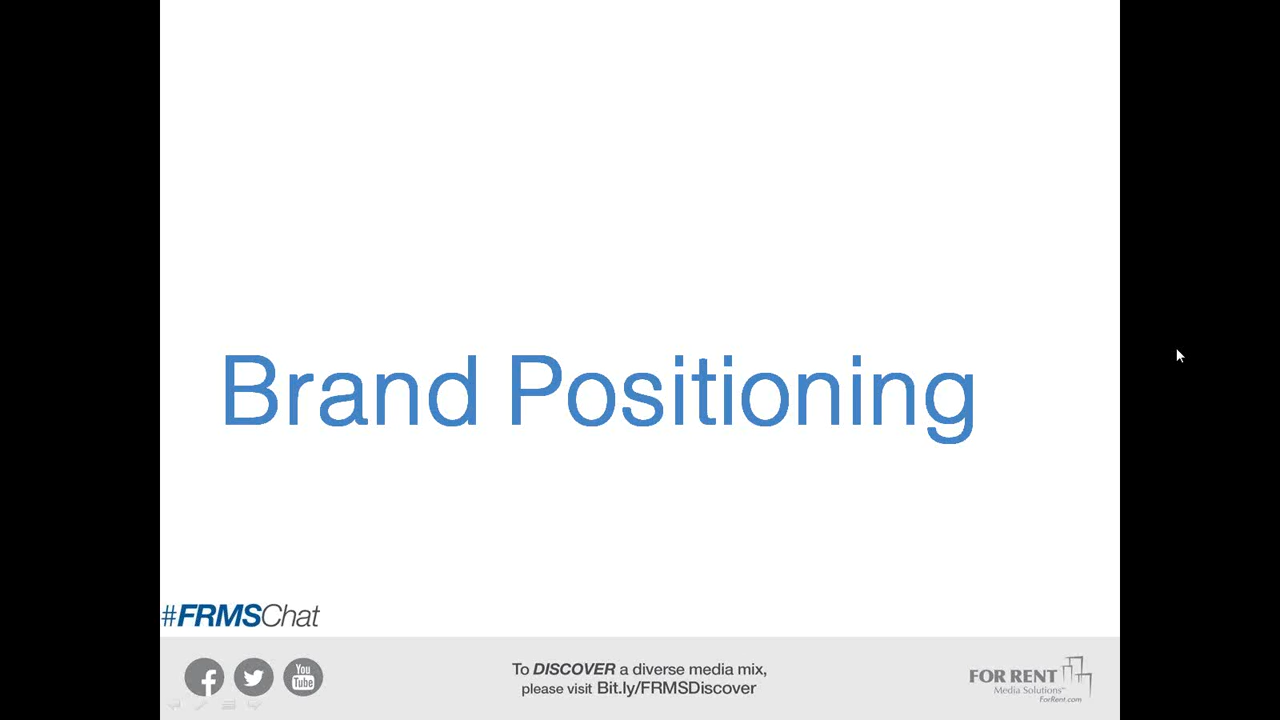 Brand Positioning
#FRMSChat
You
Tube
To DISCOVER a diverse media mix,
please visit Bit.ly/FRMSDiscover
FOR RENT
Media Solutions™
ForRent.com